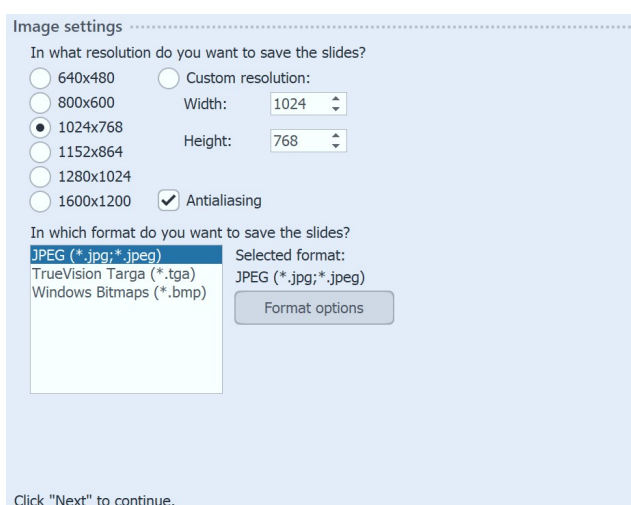 Image settings
In what resolution do you want to save the slides?
640x480
Custom resolution:
800x600
Width:
1024
1024x768
Height:
768
1152x864
1280x1024
1600x1200
Antialiasing
In which format do you want to save the slides?
JPEG (*.jpg;*.jpeg)
Selected format:
TrueVision Targa (*.tga)
JPEG (*.jpg;*.jpeg)
Windows Bitmaps (*.bmp)
Format options
Click "Next" to continue.